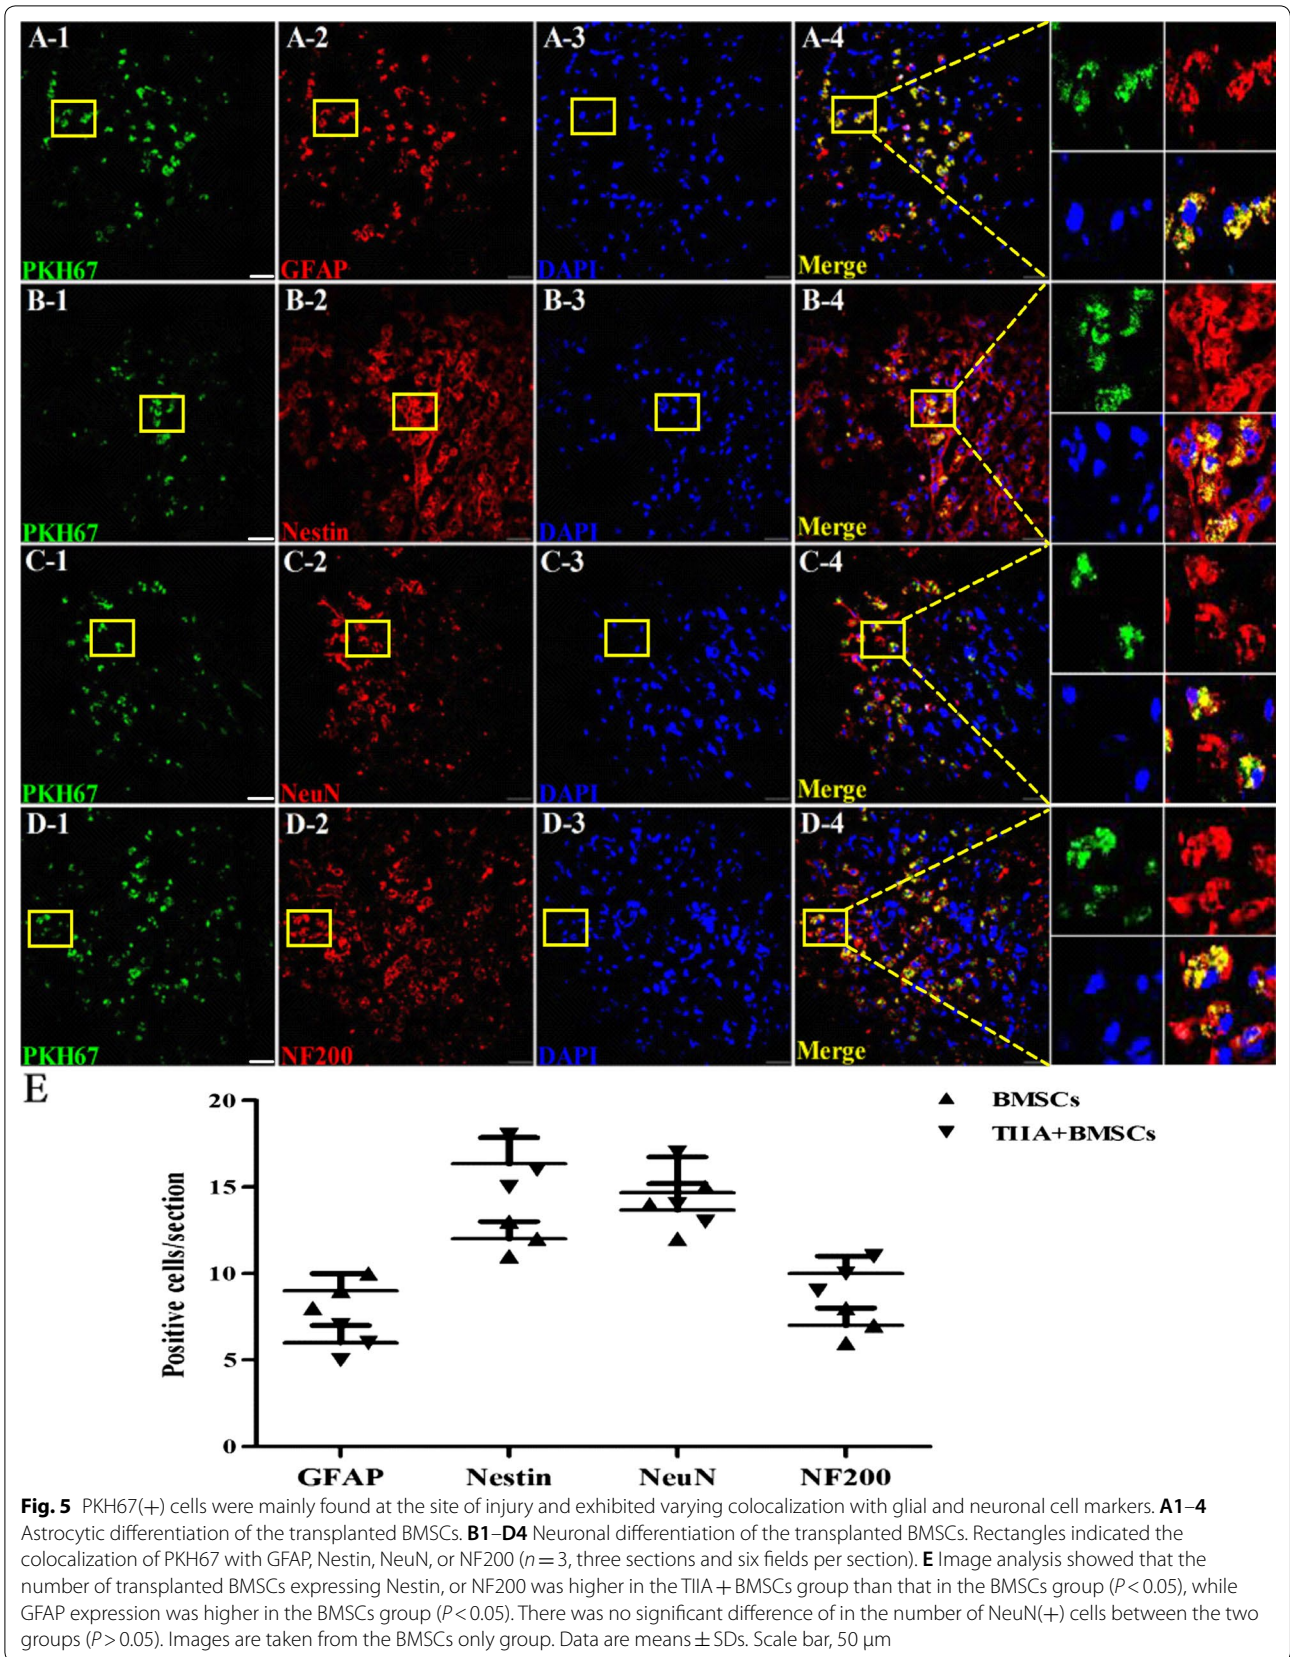 A-1 A-2 A-3 A-4
PKH67 GFAP DAPI Merge
B-1 B-2 B-3 B-4
PKH67 Nestin DAPI Merge
C-1 C-2 C-3 C-4
PKH67 NeuN DAPI Merge
D-1 D-2 D-3 D-4
PKH67 NF200 DAPI Merge
E
BMSCs
TIIA+BMSCs
Positive cells/section
20
15
10
5
0
GFAP Nestin NeuN NF200
Fig. 5 PKH67(+) cells were mainly found at the site of injury and exhibited varying colocalization with glial and neuronal cell markers. A1–4
Astrocytic differentiation of the transplanted BMSCs. B1–D4 Neuronal differentiation of the transplanted BMSCs. Rectangles indicated the
colocalization of PKH67 with GFAP, Nestin, NeuN, or NF200 (n = 3, three sections and six fields per section). E Image analysis showed that the
number of transplanted BMSCs expressing Nestin, or NF200 was higher in the TIIA + BMSCs group than that in the BMSCs group (P < 0.05), while
GFAP expression was higher in the BMSCs group (P < 0.05). There was no significant difference of in the number of NeuN(+) cells between the two
groups (P > 0.05). Images are taken from the BMSCs only group. Data are means ± SDs. Scale bar, 50 μm